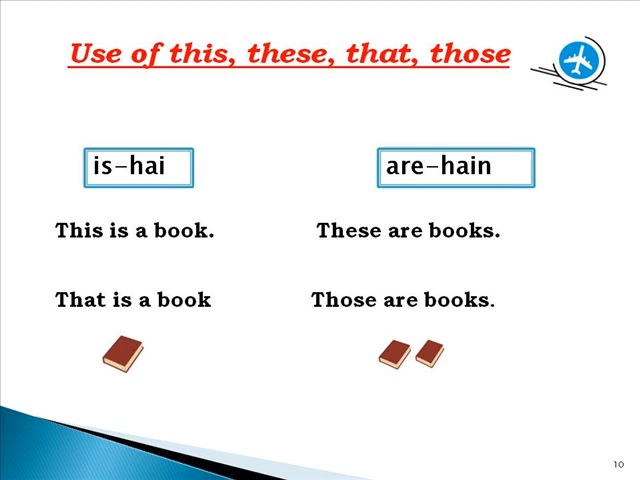 Use of this, these, that, those
is-hai
are-hain
This is a book.
These are books.
That is a book
Those are books.
10